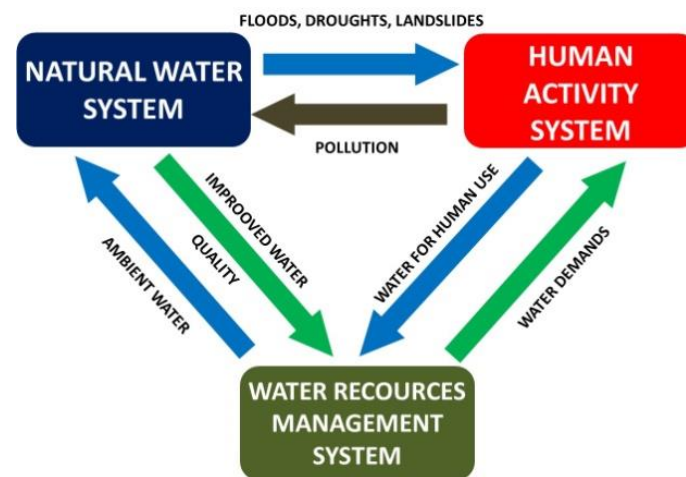 FLOODS, DROUGHTS, LANDSLIDES
NATURAL WATER
SYSTEM
HUMAN
ACTIVITY
SYSTEM
POLLUTION
AMBIENT WATER
IMPROOVED WATER
QUALITY
WATER FOR HUMAN USE
WATER DEMANDS
WATER RECOURCES
MANAGEMENT
SYSTEM